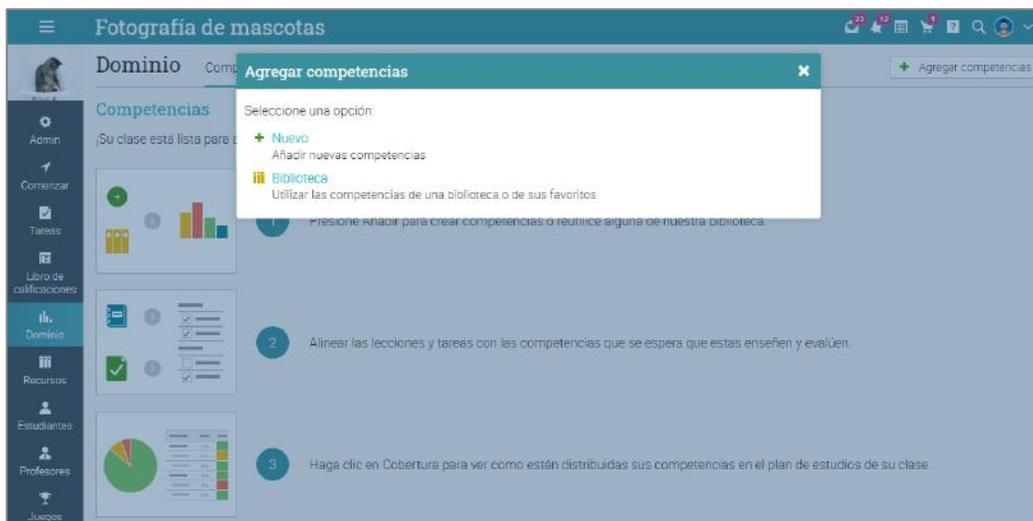 Fotografía de mascotas
23
13
1
Dominio
Agregar competencias
Agregar competencias
Seleccione una opción:
Nuevo
Añadir nuevas competencias
Biblioteca
Utilizar las competencias de una biblioteca o de sus favoritos
Competencias
¡Su clase está lista para
1
Presione Añadir para crear competencias o reutilice alguna de nuestra biblioteca.
2
Alinear las lecciones y tareas con las competencias que se espera que estas enseñen y evalúen.
3
Haga clic en Cobertura para ver como están distribuidas sus competencias en el plan de estudios de su clase.
Admin
Comenzar
Tareas
Libro de
calificaciones
Dominio
Recursos
Estudiantes
Profesores
Juegos